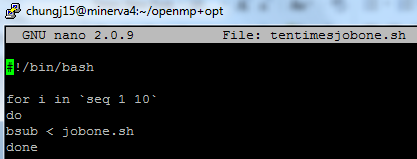 chungj15@minerva4:~/openmp+opt
GNU nano 2.0.9 File: tentimesjobone.sh
#!/bin/bash
for i in `seq 1 10`
do
bsub < jobone.sh
done